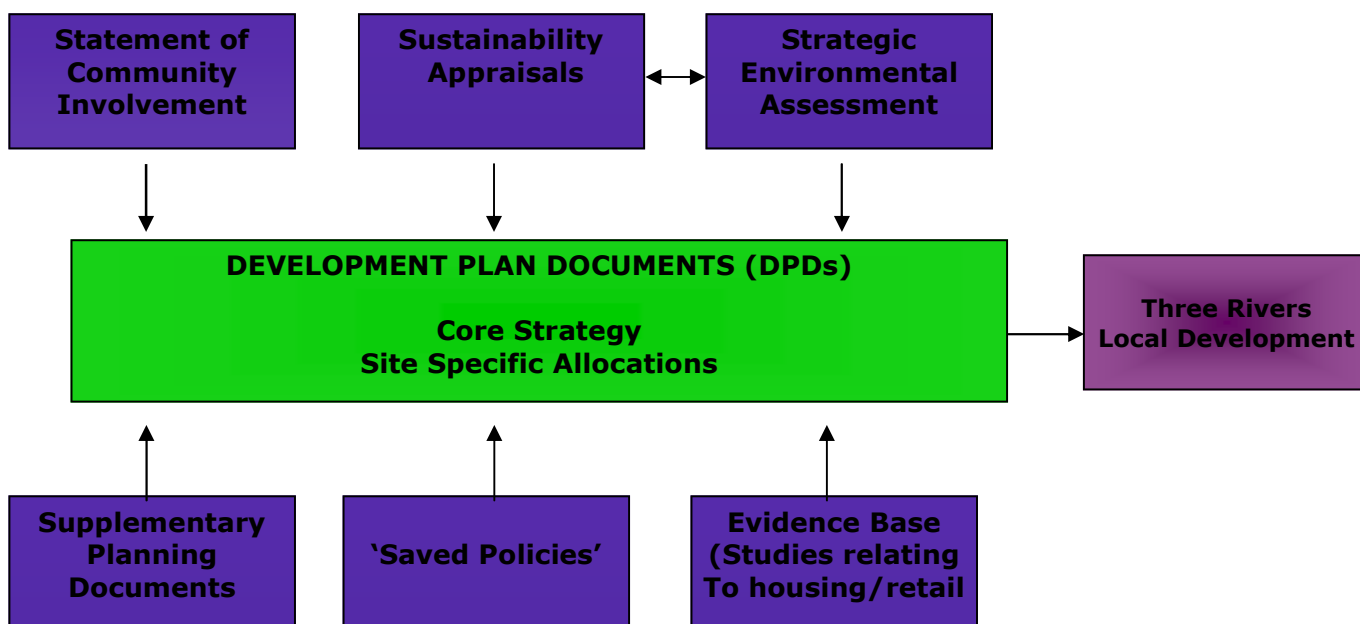 Statement of
Community
Involvement
Sustainability
Appraisals
Strategic
Environmental
Assessment
DEVELOPMENT PLAN DOCUMENTS (DPDs)
Core Strategy
Site Specific Allocations
Three Rivers
Local Development
Supplementary
Planning
Documents
‘Saved Policies’
Evidence Base
(Studies relating
To housing/retail